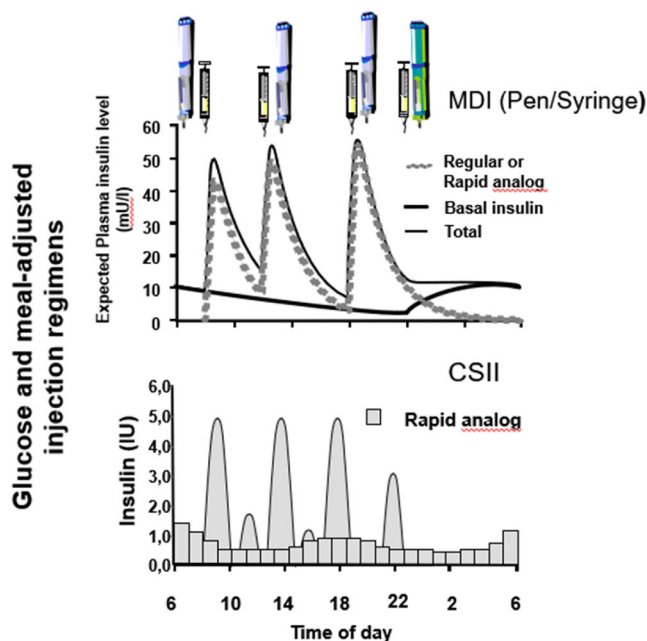 MDI (Pen/Syringe)
Glucose and meal-adjusted
injection regimens
Expected Plasma insulin level
(mU/l)
60
50
40
30
20
10
0
Regular or
Rapid analog
Basal insulin
Total
CSII
Rapid analog
Insulin (IU)
6,0
5,0
4,0
3,0
2,0
1,0
0,0
6 10 14 18 22 2 6
Time of day